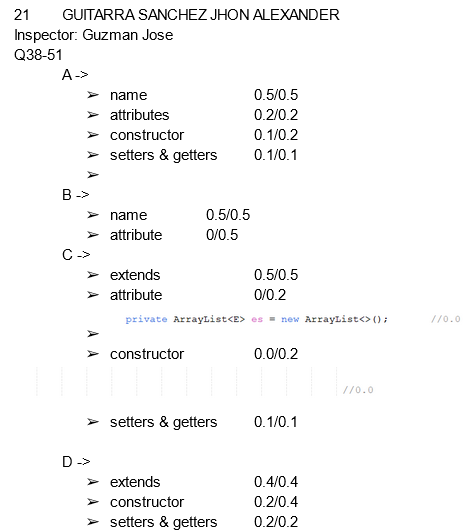 21 GUITARRA SANCHEZ JHON ALEXANDER
Inspector: Guzman Jose
Q38-51
A ->
➢ name 0.5/0.5
➢ attributes 0.2/0.2
➢ constructor 0.1/0.2
➢ setters & getters 0.1/0.1
➢
B ->
➢ name 0.5/0.5
➢ attribute 0/0.5
C ->
➢ extends 0.5/0.5
➢ attribute 0/0.2
private ArrayList<E> es = new ArrayList<>(); //0.0
➢
➢ constructor 0.0/0.2
//0.0
➢ setters & getters 0.1/0.1
D ->
➢ extends 0.4/0.4
➢ constructor 0.2/0.4
➢ setters & getters 0.2/0.2